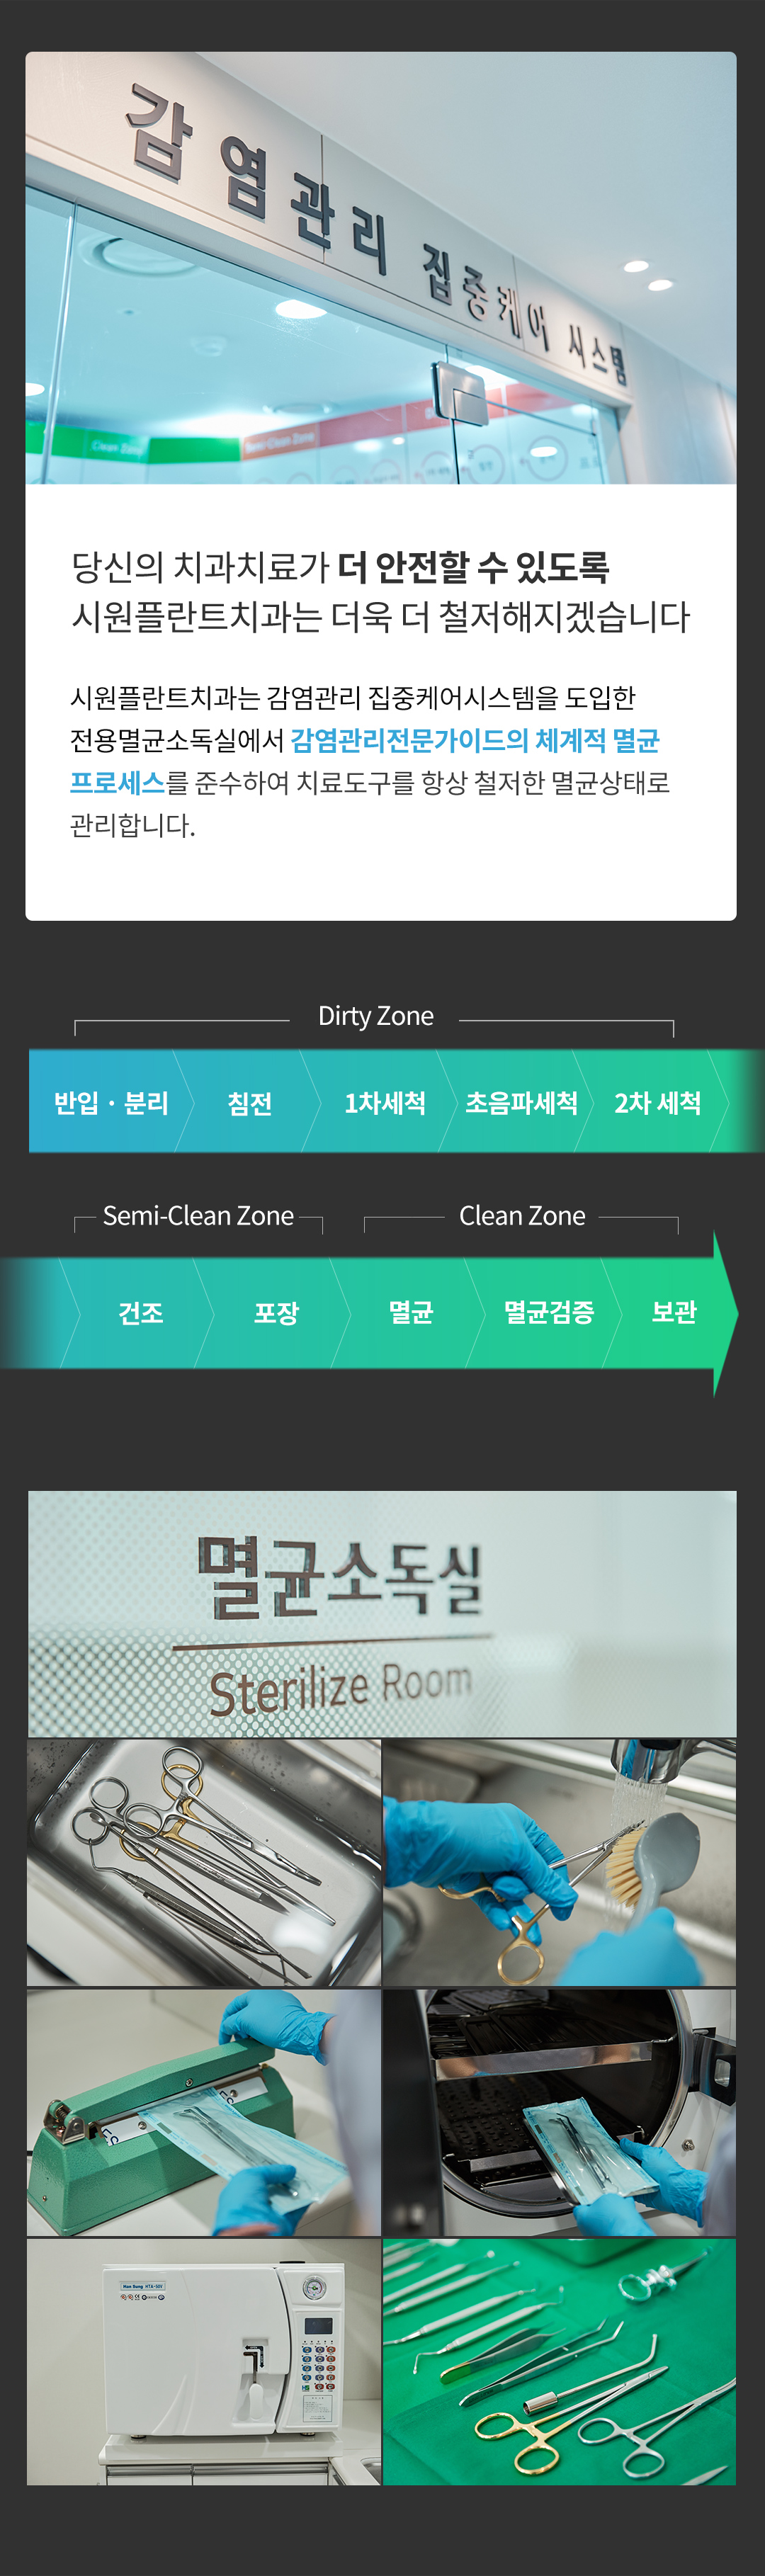 감염관리 집중케어 시스템
Clean Zone
Semi-Clean Zone
당신의 치과치료가 더 안전할 수 있도록
시원플란트치과는 더욱 더 철저해지겠습니다
시원플란트치과는 감염관리 집중케어시스템을 도입한
전용멸균소독실에서 감염관리전문가이드의 체계적 멸균
프로세스를 준수하여 치료도구를 항상 철저한 멸균상태로
관리합니다.
Dirty Zone
반입 · 분리
침전
1차세척
초음파세척
2차 세척
Semi-Clean Zone
Clean Zone
건조
포장
멸균
멸균검증
보관
멸균소독실
Sterilize Room
Han Sung HTA-50V